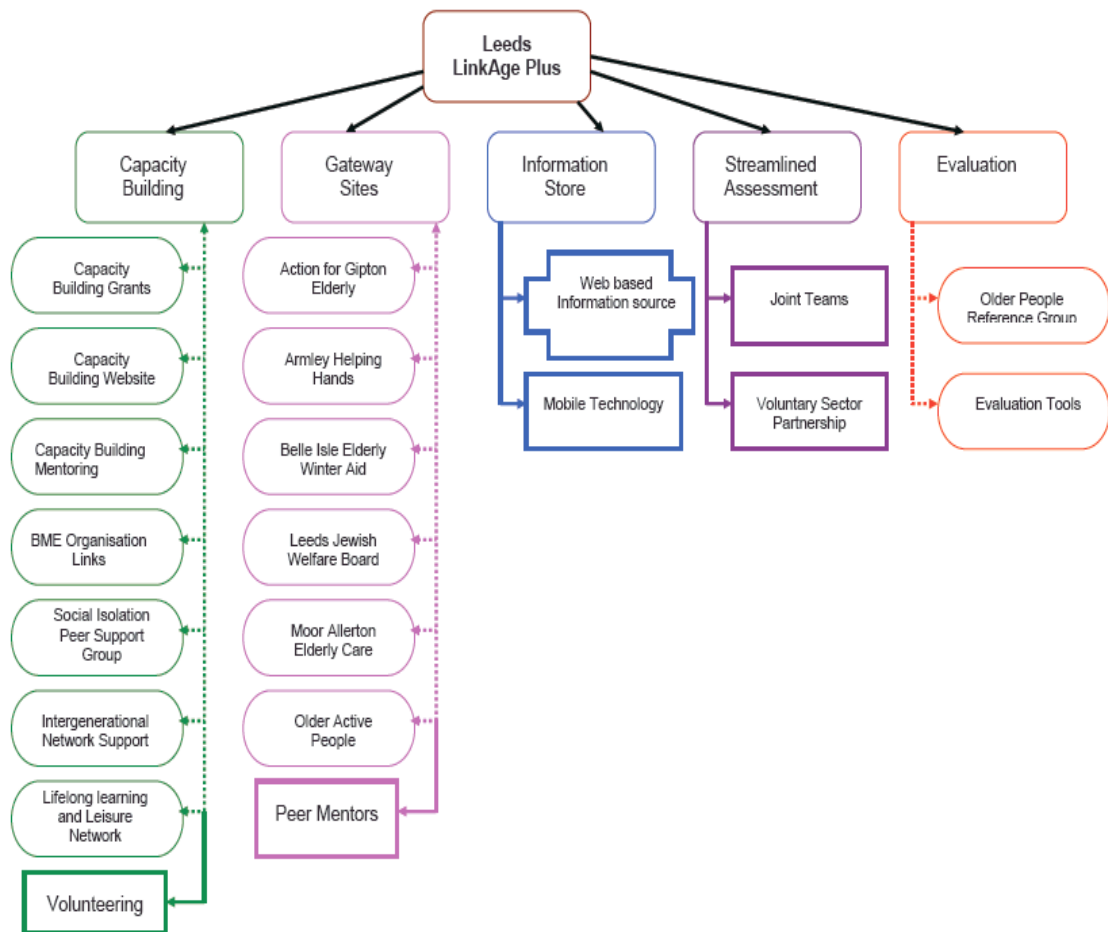 Leeds
LinkAge Plus
Capacity
Building
Gateway
Sites
Information
Store
Streamlined
Assessment
Evaluation
Capacity
Building Grants
Capacity
Building Website
Capacity Building
Mentoring
BME Organisation
Links
Social Isolation
Peer Support
Group
Intergenerational
Network Support
Lifelong learning
and Leisure
Network
Volunteering
Action for Gipton
Elderly
Armley Helping
Hands
Belle Isle Elderly
Winter Aid
Leeds Jewish
Welfare Board
Moor Allerton
Elderly Care
Older Active
People
Peer Mentors
Web based
Information source
Mobile Technology
Joint Teams
Voluntary Sector
Partnership
Older People
Reference Group
Evaluation Tools